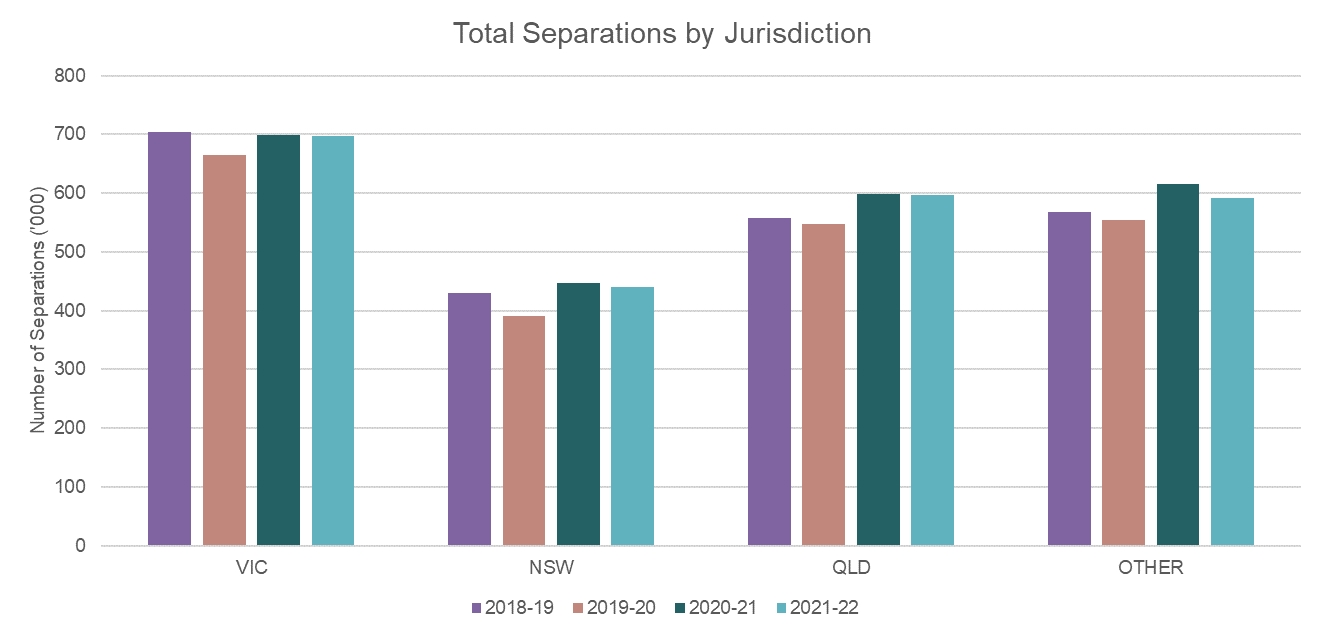 Total Separations by Jurisdiction
Number of Separations ('000)
800
700
600
500
400
300
200
100
0
VIC NSW QLD OTHER
2018-19 2019-20 2020-21 2021-22